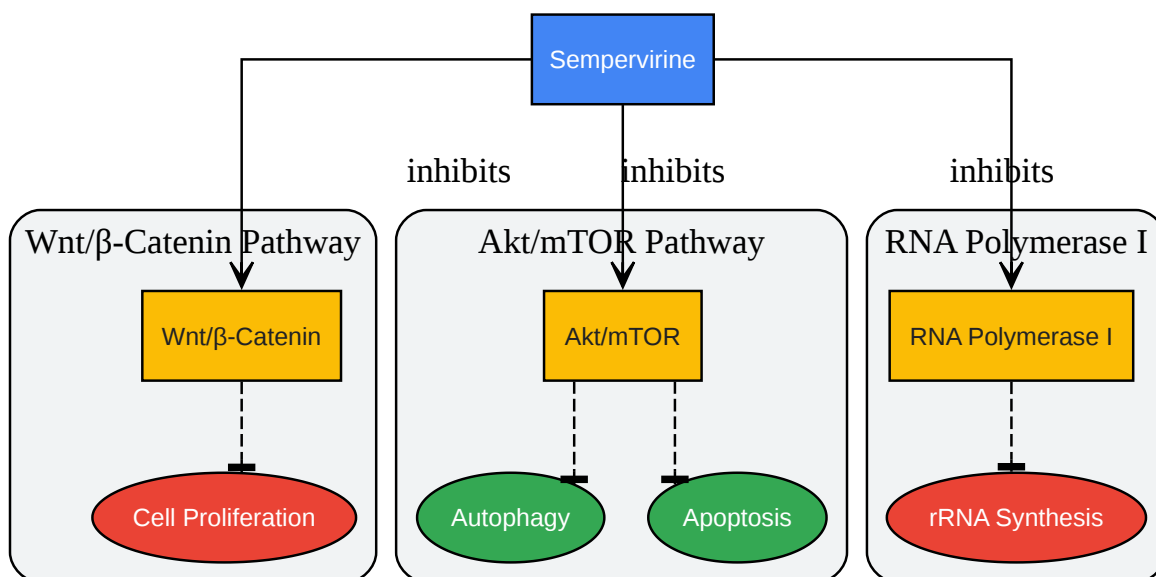 Sempervirine
inhibits
inhibits
inhibits
Wnt/β-Catenin Pathway
Akt/mTOR Pathway
RNA Polymerase I
Wnt/β-Catenin
Akt/mTOR
RNA Polymerase I
Cell Proliferation
Autophagy
Apoptosis
rRNA Synthesis